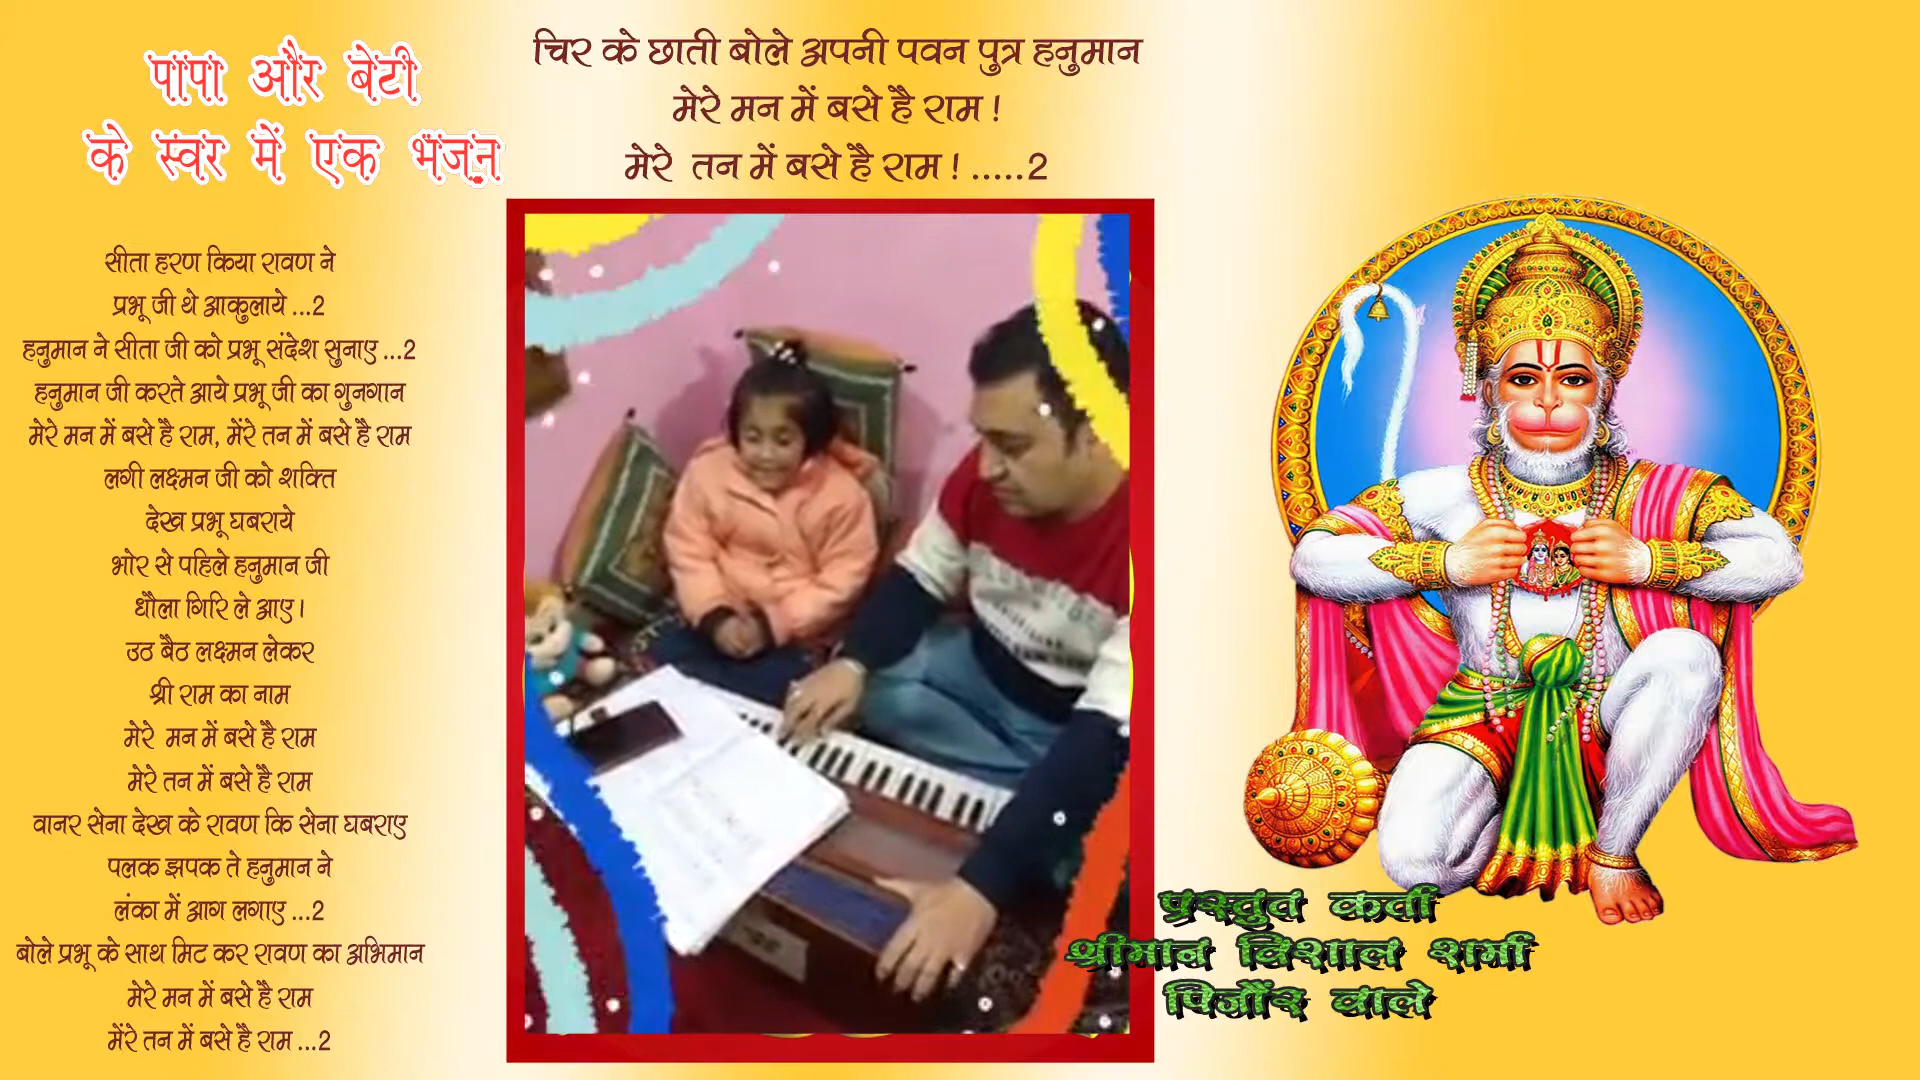 पापा और बेटी
के स्वर में एक भजन
चिर के छाती बोले अपनी पवन पुत्र हनुमान
मेरे मन में बसे है राम !
मेरे तन में बसे है राम ! .....2
सीता हरण किया रावण ने
प्रभू जी थे आकुलाये ...2
हनुमान ने सीता जी को प्रभू संदेश सुनाए ...2
हनुमान जी करते आये प्रभू जी का गुनगान
मेरे मन में बसे है राम, मेंरे तन में बसे है राम
लगी लक्ष्मन जी को शक्ति
देख प्रभू घबराये
भोर से पहिले हनुमान जी
धौला गिरि ले आए।
उठ बैठ लक्ष्मन लेकर
श्री राम का नाम
मेरे मन में बसे है राम
मेरे तन में बसे है राम
वानर सेना देख के रावण कि सेना घबराए
पलक झपक ते हनुमान ने
लंका में आग लगाए ...2
बोले प्रभू के साथ मिट कर रावण का अभिमान
मेरे मन में बसे है राम
मेंरे तन में बसे है राम ...2
प्रस्तुत कर्ता
श्रीमान विशाल शर्मा
पिंजौर वाले